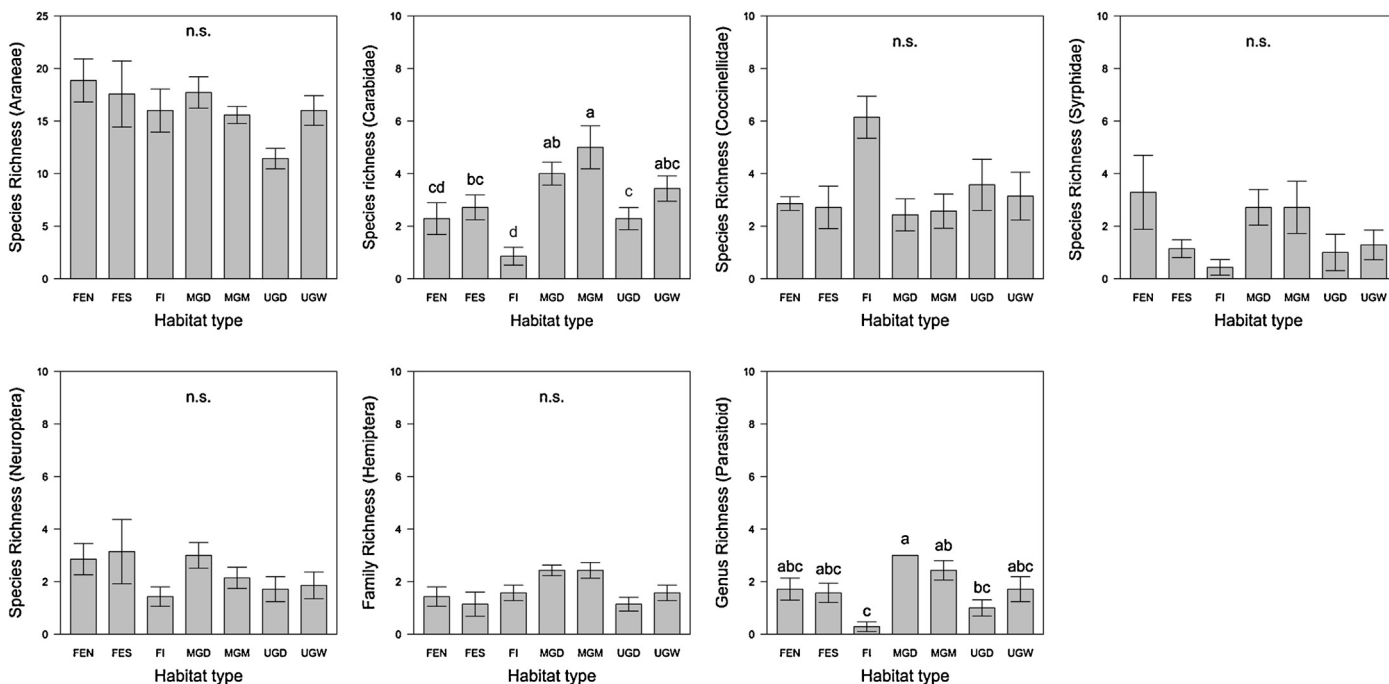 Species Richness (Araneae)
25
20
15
10
5
0
n.s.
FEN FES FI MGD MGM UGD UGW
Habitat type
Species richness (Carabidae)
10
8
6
4
2
0
cd bc d ab a c abc
FEN FES FI MGD MGM UGD UGW
Habitat type
Species Richness (Coccinellidae)
10
8
6
4
2
0
n.s.
FEN FES FI MGD MGM UGD UGW
Habitat type
Species Richness (Syrphidae)
10
8
6
4
2
0
n.s.
FEN FES FI MGD MGM UGD UGW
Habitat type
Species Richness (Neuroptera)
10
8
6
4
2
0
n.s.
FEN FES FI MGD MGM UGD UGW
Habitat type
Family Richness (Hemiptera)
10
8
6
4
2
0
n.s.
FEN FES FI MGD MGM UGD UGW
Habitat type
Genus Richness (Parasitoid)
10
8
6
4
2
0
abc abc c a ab bc abc
FEN FES FI MGD MGM UGD UGW
Habitat type